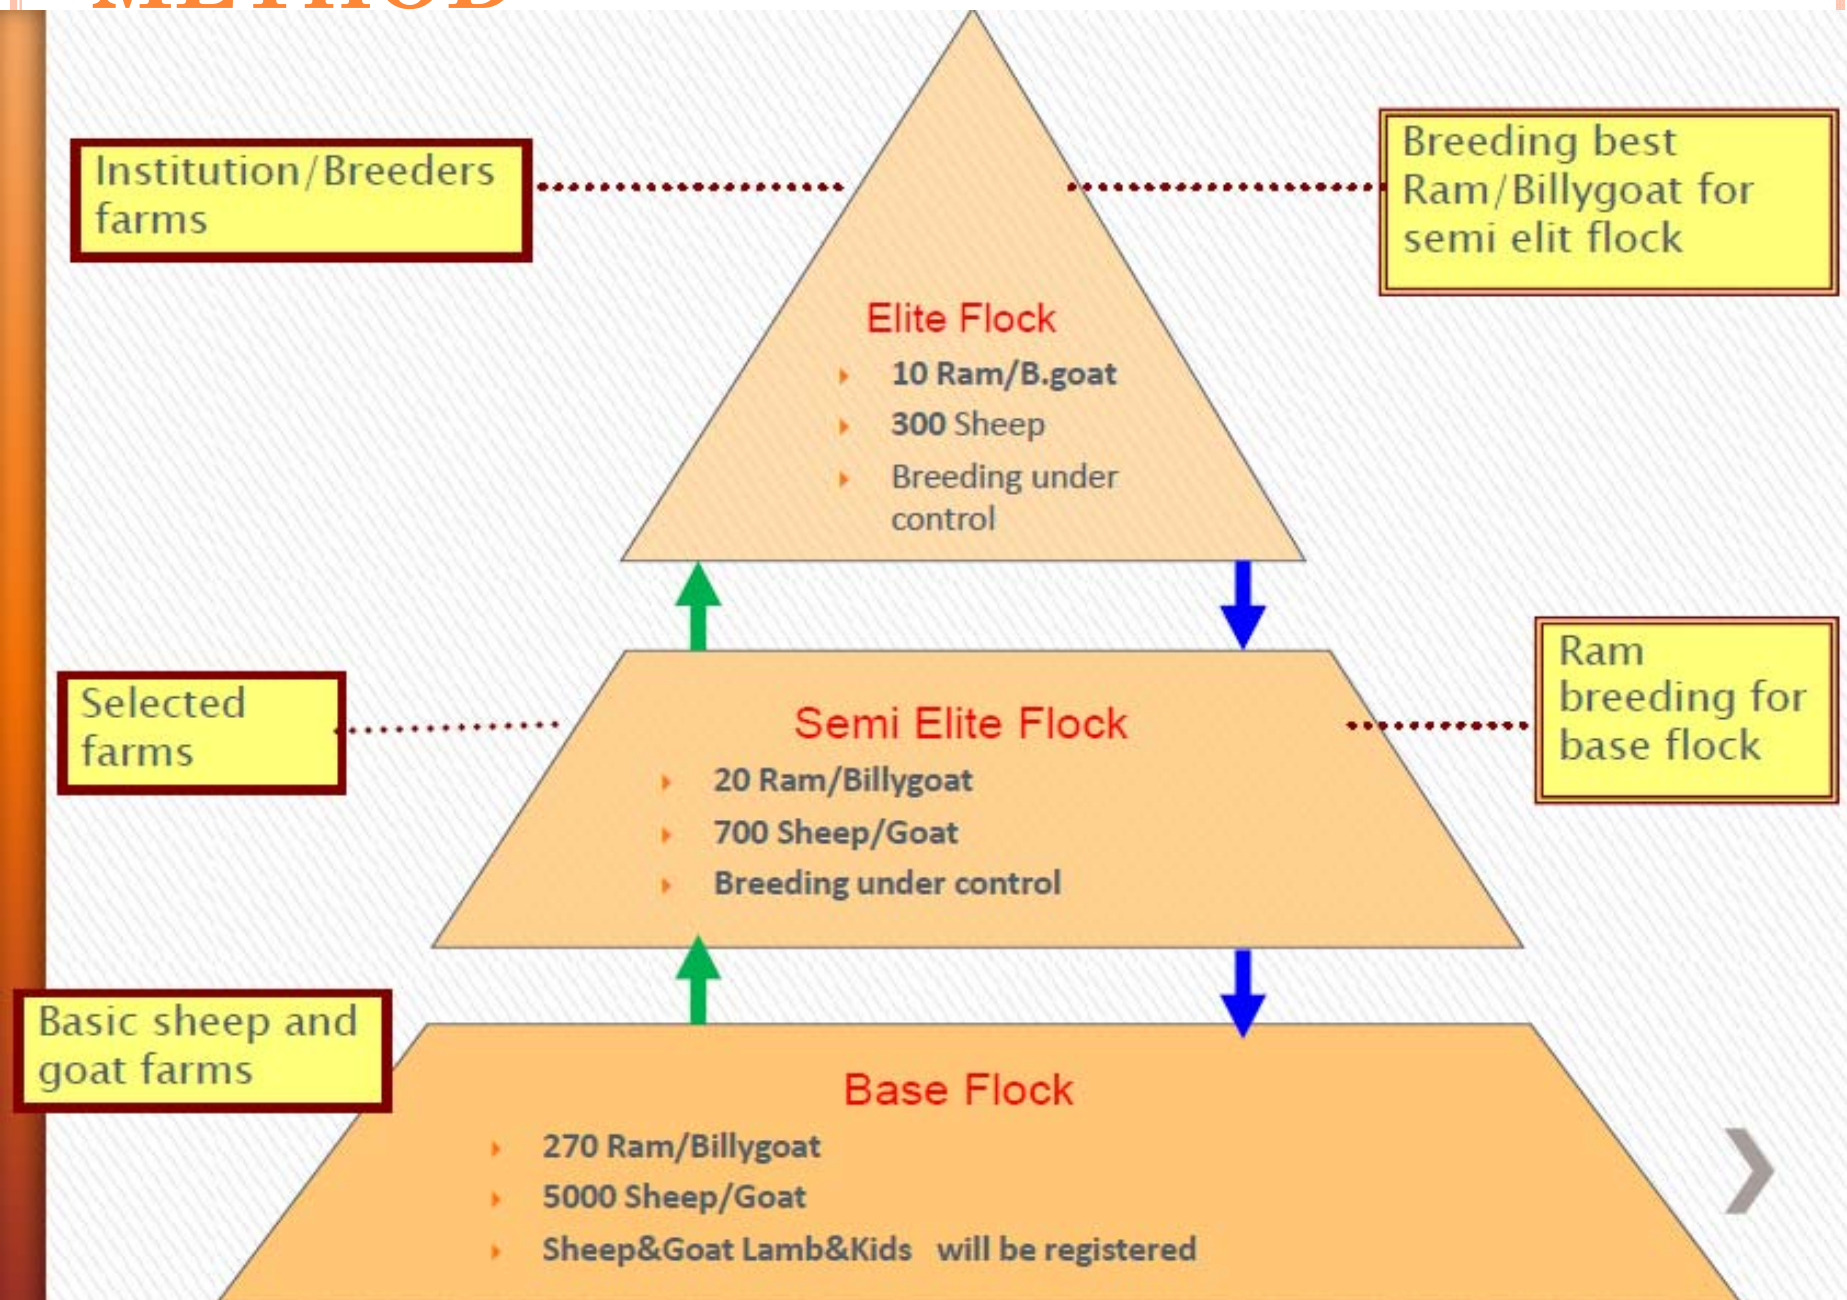 METHOD
Institution/Breeders
farms
Breeding best
Ram/Billygoat for
semi elit flock
Elite Flock
10 Ram/B.goat
300 Sheep
Breeding under
control
Selected
farms
Semi Elite Flock
20 Ram/Billygoat
700 Sheep/Goat
Breeding under control
Ram
breeding for
base flock
Basic sheep and
goat farms
Base Flock
270 Ram/Billygoat
5000 Sheep/Goat
Sheep&Goat Lamb&Kids will be registered